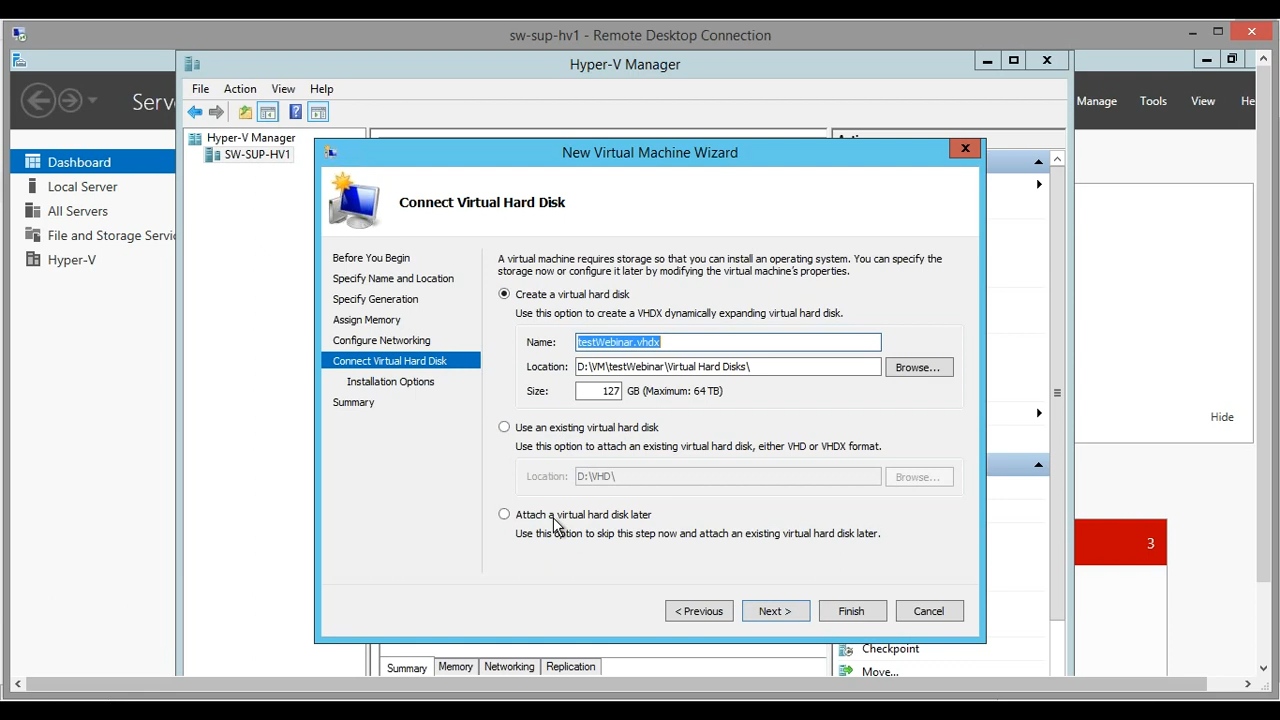 sw-sup-hv1 - Remote Desktop Connection
Hyper-V Manager
Serv
Manage
Tools
View
He
File
Action
View
Help
Dashboard
Local Server
All Servers
File and Storage Servic
Hyper-V
Hyper-V Manager
SW-SUP-HV1
New Virtual Machine Wizard
Connect Virtual Hard Disk
Before You Begin
Specify Name and Location
Specify Generation
Assign Memory
Configure Networking
Connect Virtual Hard Disk
Installation Options
Summary
A virtual machine requires storage so that you can install an operating system. You can specify the
storage now or configure it later by modifying the virtual machine's properties.
Create a virtual hard disk
Use this option to create a VHDX dynamically expanding virtual hard disk.
Name: testWebinar.vhdx
Location: D:\VM\testWebinar\Virtual Hard Disks\ Browse...
Size: 127 GB (Maximum: 64 TB)
Use an existing virtual hard disk
Use this option to attach an existing virtual hard disk, either VHD or VHDX format.
Location: D:\VHD\ Browse...
Attach a virtual hard disk later
Use this option to skip this step now and attach an existing virtual hard disk later.
< Previous
Next >
Finish
Cancel
Hide
3
Checkpoint
Move...
Summary
Memory
Networking
Replication